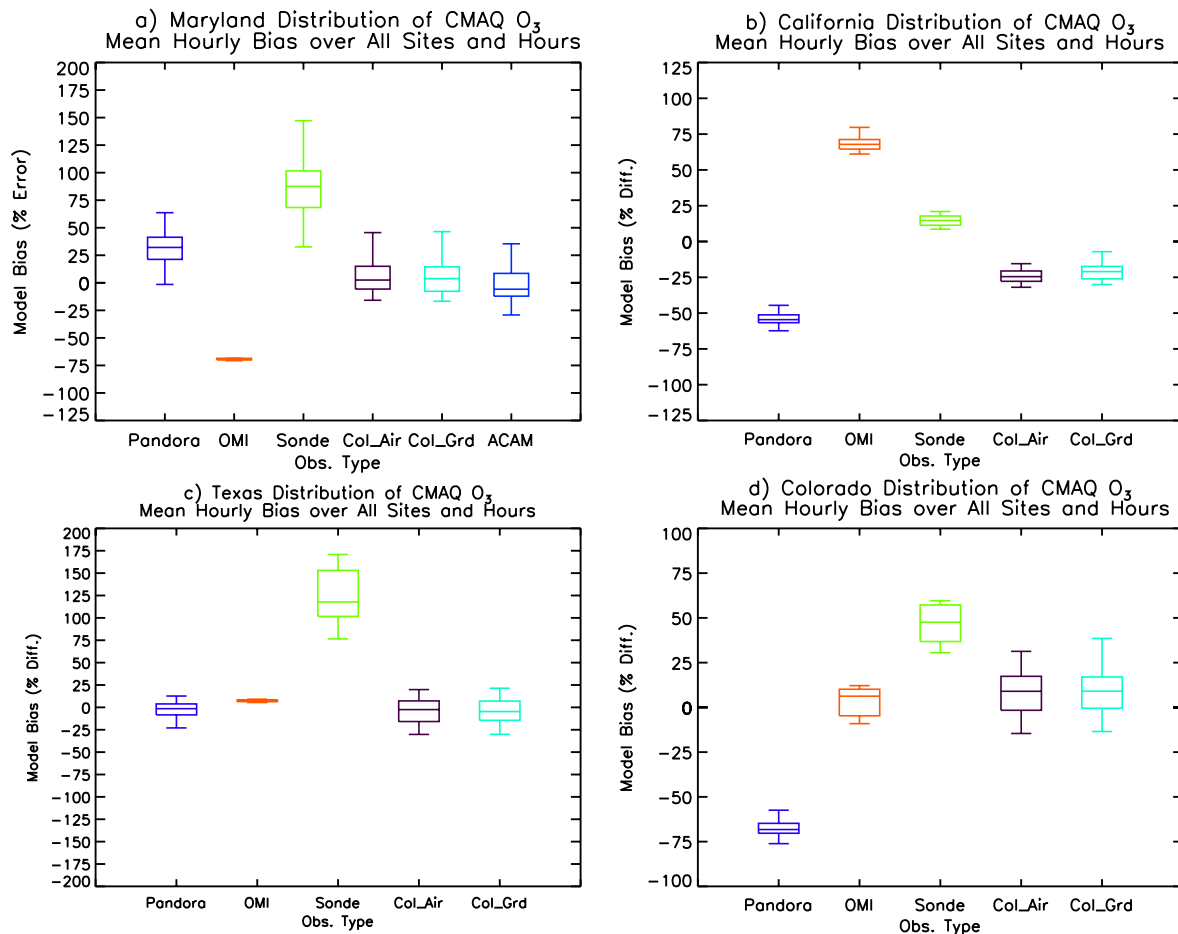 a) Maryland Distribution of CMAQ O3
Mean Hourly Bias over All Sites and Hours
200
175
150
125
100
75
50
25
0
−25
−50
−75
−100
−125
Model Bias (% Error)
Pandora OMI Sonde Col_Air Col_Grd ACAM
Obs. Type
b) California Distribution of CMAQ O3
Mean Hourly Bias over All Sites and Hours
125
100
75
50
25
0
−25
−50
−75
−100
−125
Model Bias (% Diff.)
Pandora OMI Sonde Col_Air Col_Grd
Obs. Type
c) Texas Distribution of CMAQ O3
Mean Hourly Bias over All Sites and Hours
200
175
150
125
100
75
50
25
0
−25
−50
−75
−100
−125
−150
−175
−200
Model Bias (% Diff.)
Pandora OMI Sonde Col_Air Col_Grd
Obs. Type
d) Colorado Distribution of CMAQ O3
Mean Hourly Bias over All Sites and Hours
100
75
50
25
0
−25
−50
−75
−100
Model Bias (% Diff.)
Pandora OMI Sonde Col_Air Col_Grd
Obs. Type